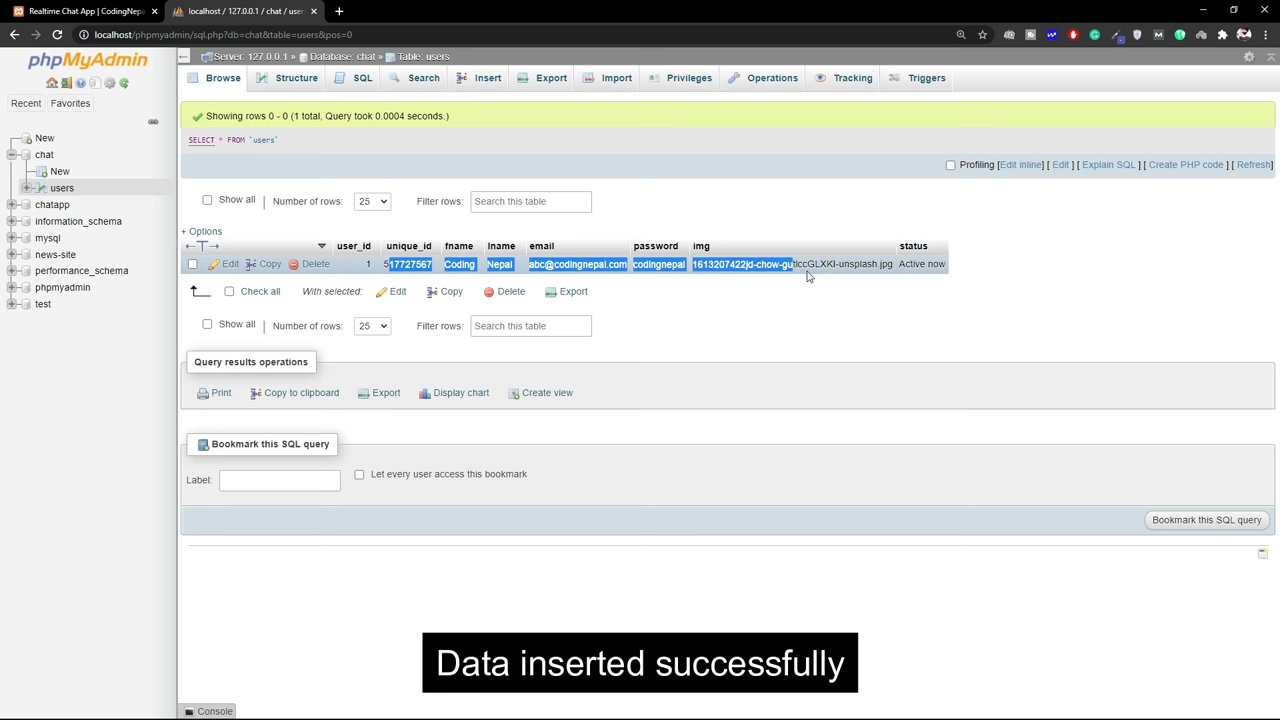 Realtime Chat App | CodingNepa
localhost / 127.0.0.1 / chat / user
localhost/phpmyadmin/sql.php?db=chat&table=users&pos=0
phpMyAdmin
Recent Favorites
New
chat
New
users
chatapp
information_schema
mysql
news-site
performance_schema
phpmyadmin
test
Server: 127.0.0.1 » Database: chat » Table: users
Browse Structure SQL Search Insert Export Import Privileges Operations Tracking Triggers
Showing rows 0 - 0 (1 total, Query took 0.0004 seconds.)
SELECT * FROM `users`
Profiling [Edit inline] [ Edit ] [ Explain SQL ] [ Create PHP code ] [ Refresh]
Show all | Number of rows: 25 Filter rows: Search this table
+ Options
←T→ user_id unique_id fname lname email password img status
Edit Copy Delete 1 517727567 Coding Nepal abc@codingnepal.com codingnepal 1613207422jd-chow-gutlccGLXKI-unsplash.jpg Active now
Check all With selected: Edit Copy Delete Export
Show all | Number of rows: 25 Filter rows: Search this table
Query results operations
Print Copy to clipboard Export Display chart Create view
Bookmark this SQL query
Label: Let every user access this bookmark
Bookmark this SQL query
Data inserted successfully
Console